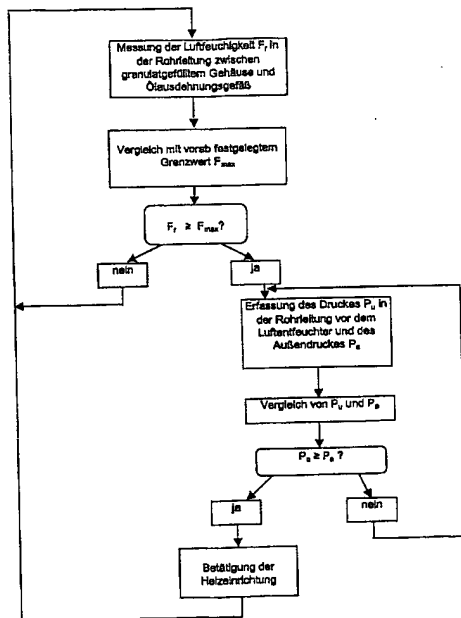 Messung der Luftfeuchigkeit Fr in
der Rohrleitung zwischen
granulatgefülltem Gehäuse und
Ölausdehnungsgefäß
Vergleich mit vorab festgelegtem
Grenzwert Fmax
Fr ≥ Fmax?
nein
ja
Erfassung des Druckes Pu in
der Rohrleitung vor dem
Luftentfeuchter und des
Außendruckes Pa
Vergleich von Pu und Pa
Pu ≥ Pa ?
ja
nein
Betätigung der
Heizeinrichtung